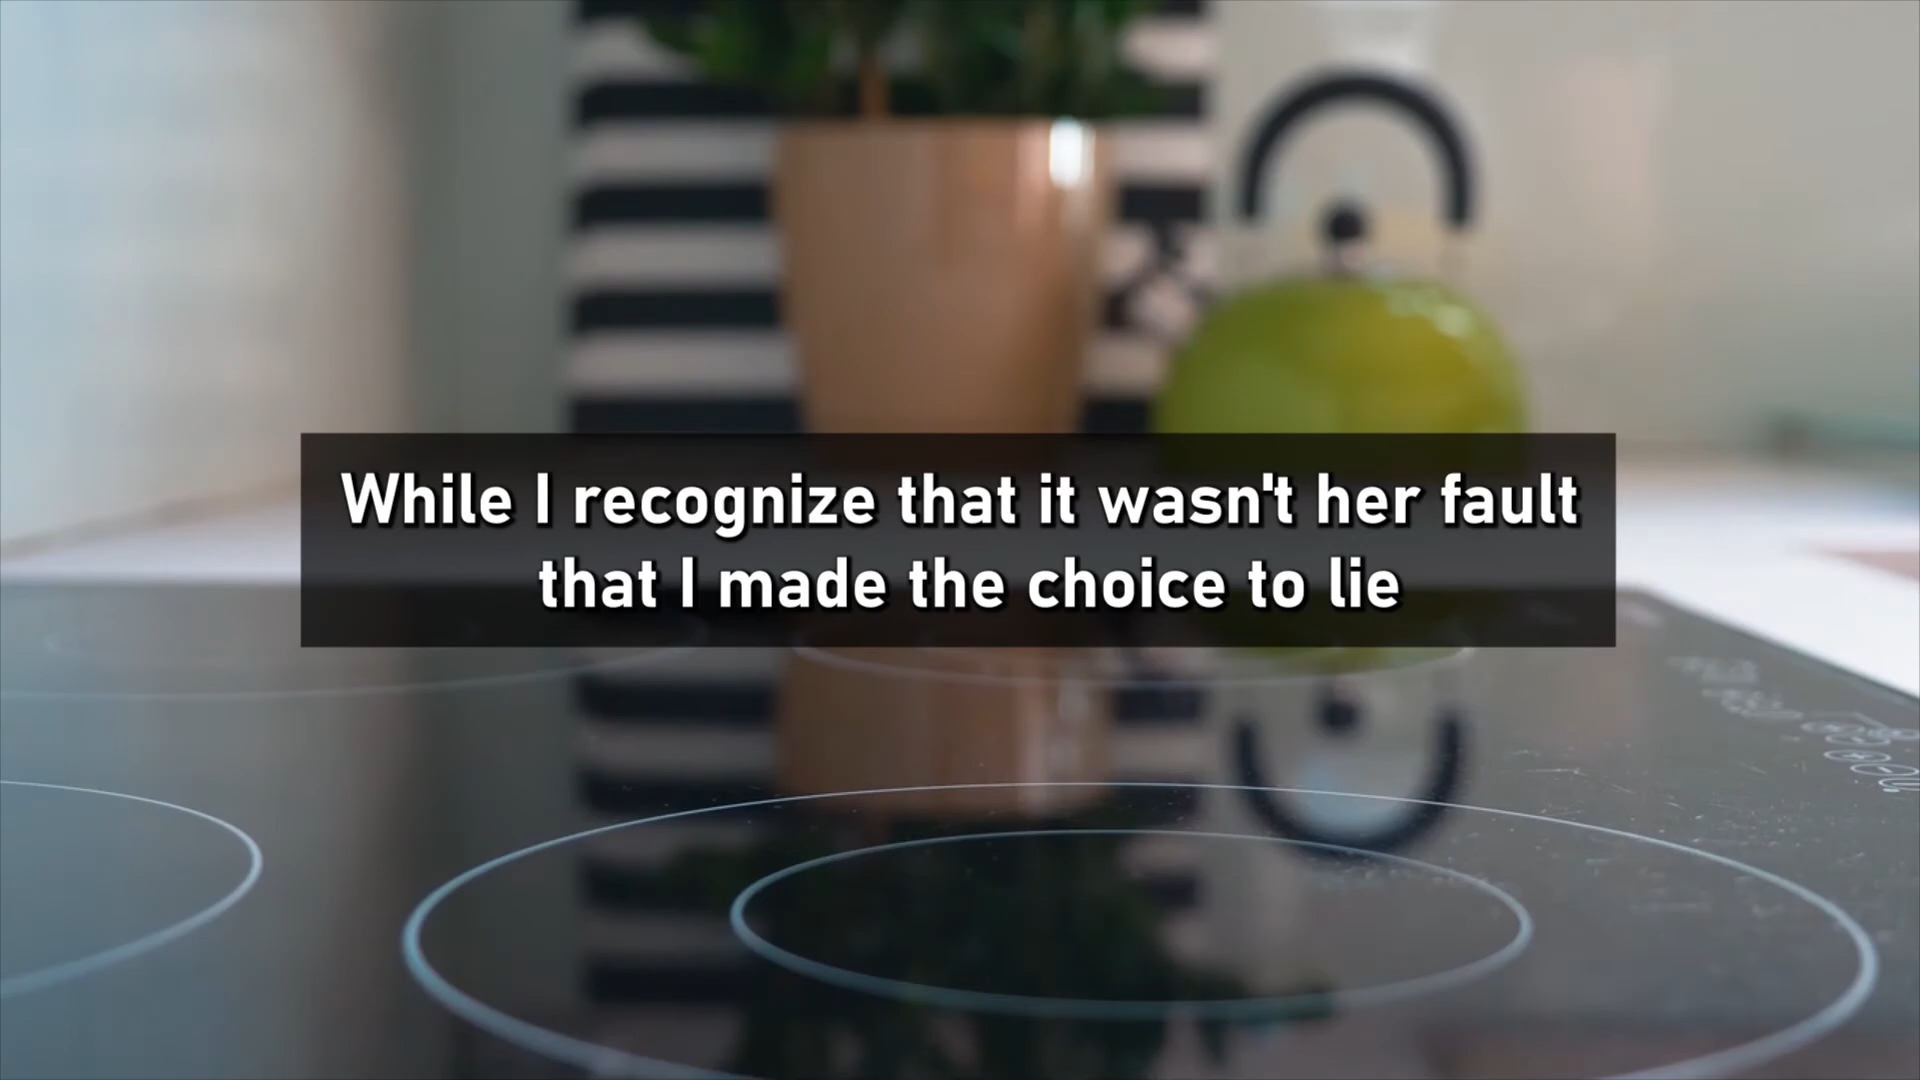 While I recognize that it wasn't her fault
that I made the choice to lie